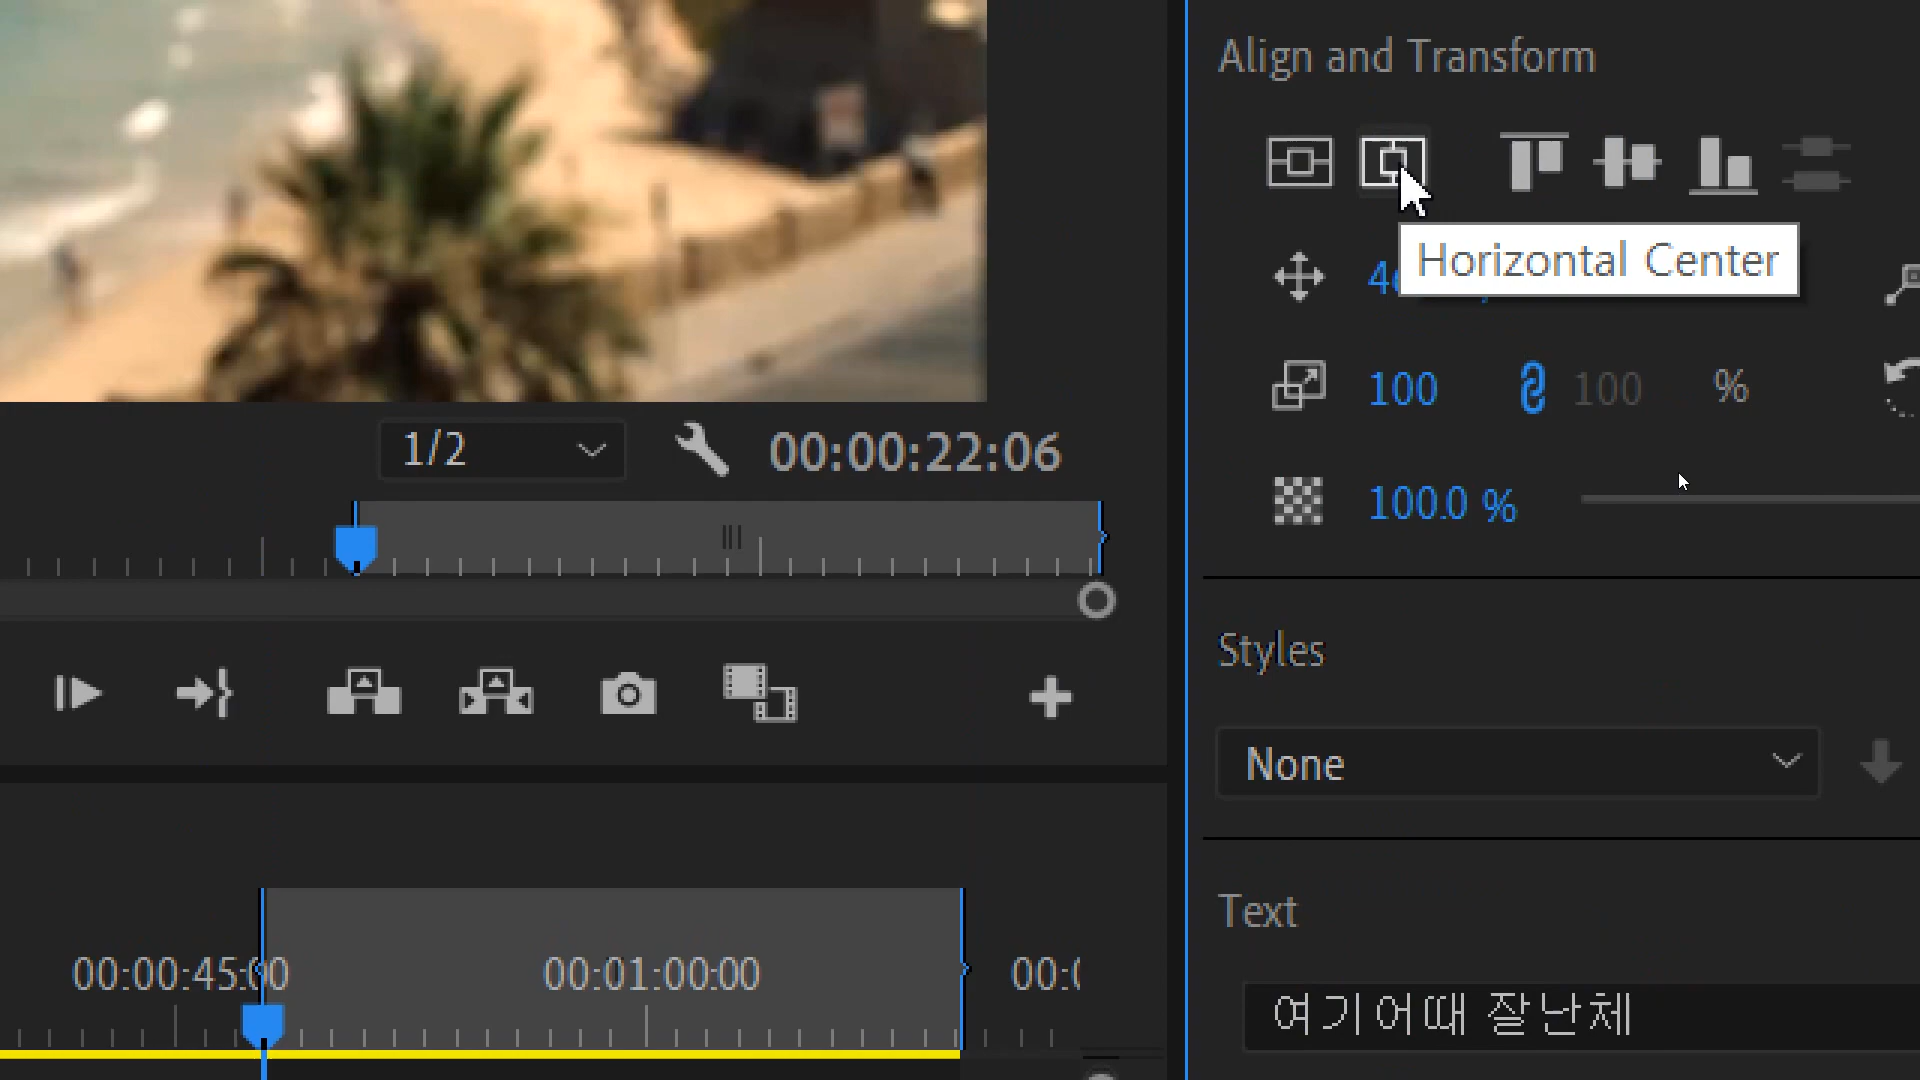 Align and Transform
Horizontal Center
100 100 %
1/2 00:00:22:06
100.0 %
Styles
None
Text
00:00:45:00 00:01:00:00
여기어때 잘난체